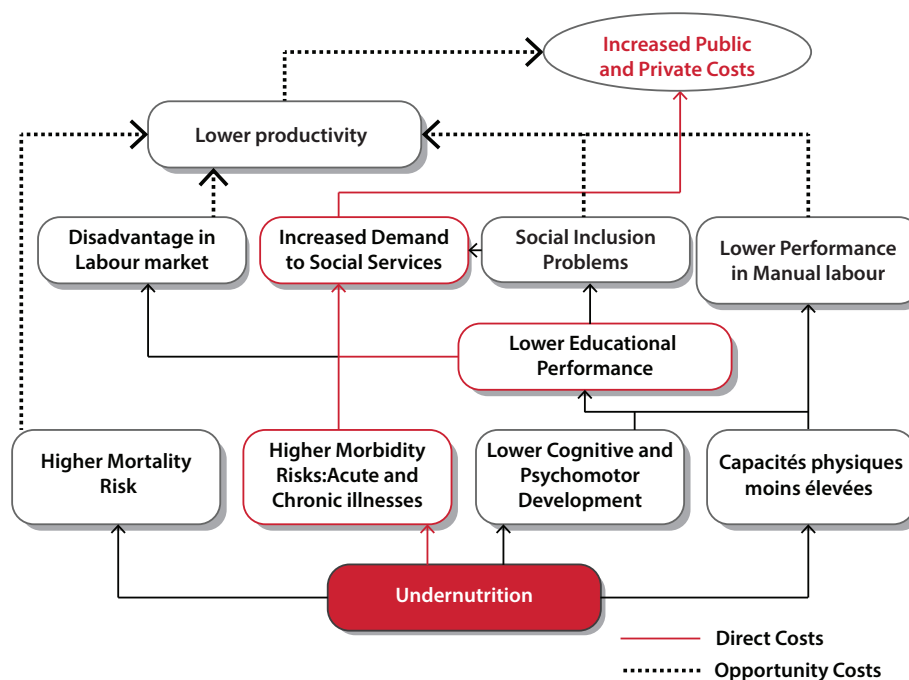 Increased Public
and Private Costs
Lower productivity
Disadvantage in
Labour market
Increased Demand
to Social Services
Social Inclusion
Problems
Lower Performance
in Manual labour
Lower Educational
Performance
Higher Mortality
Risk
Higher Morbidity
Risks:Acute and
Chronic illnesses
Lower Cognitive and
Psychomotor
Development
Capacités physiques
moins élevées
Undernutrition
Direct Costs
Opportunity Costs